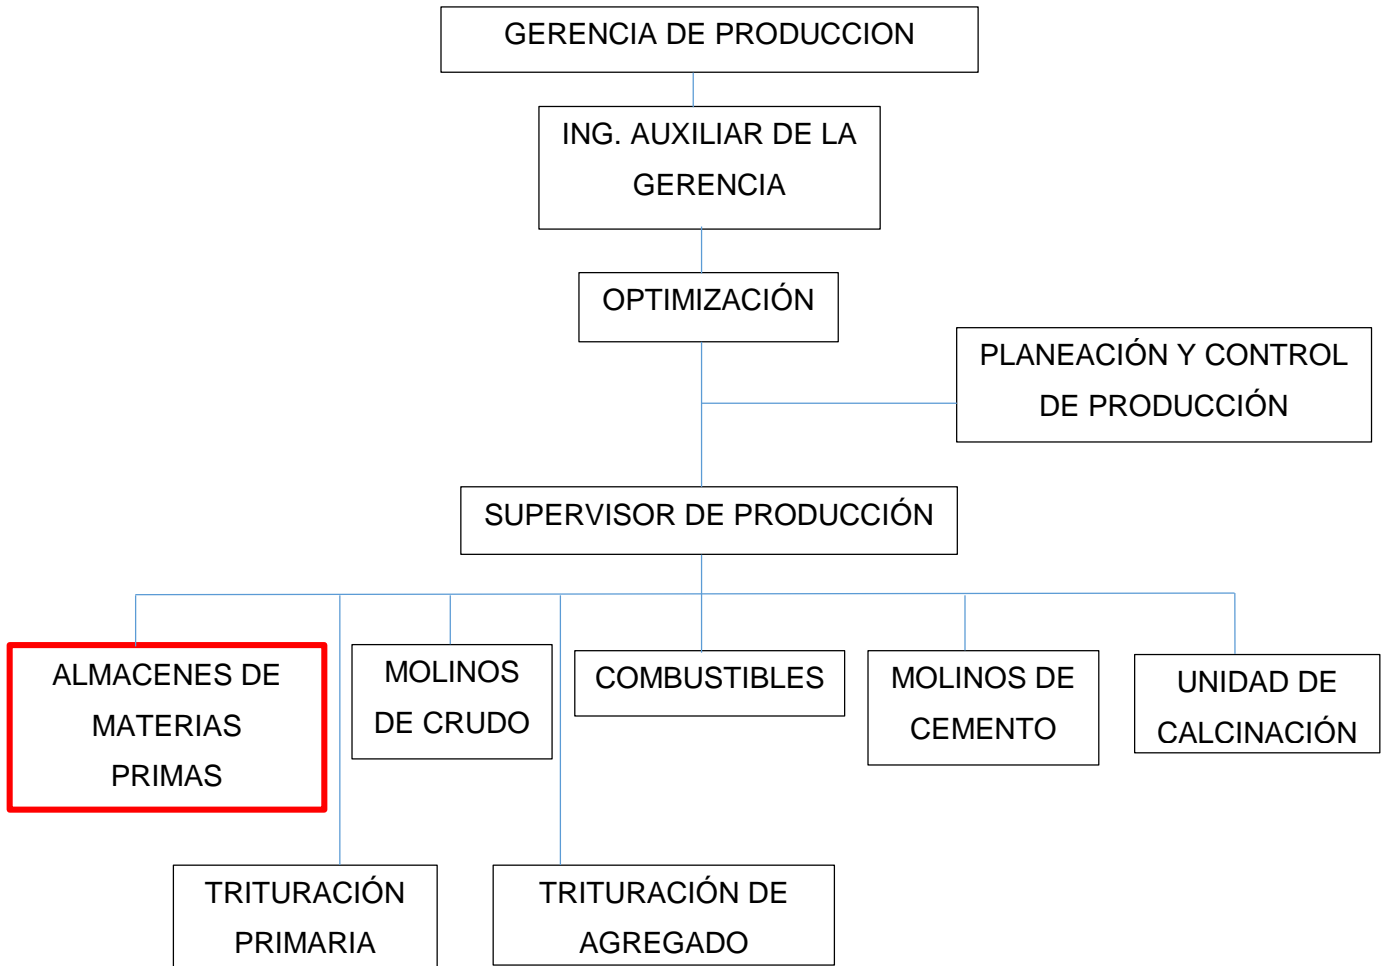 GERENCIA DE PRODUCCION
ING. AUXILIAR DE LA
GERENCIA
OPTIMIZACIÓN
PLANEACIÓN Y CONTROL
DE PRODUCCIÓN
SUPERVISOR DE PRODUCCIÓN
ALMACENES DE
MATERIAS
PRIMAS
MOLINOS
DE CRUDO
COMBUSTIBLES
MOLINOS DE
CEMENTO
UNIDAD DE
CALCINACIÓN
TRITURACIÓN
PRIMARIA
TRITURACIÓN DE
AGREGADO